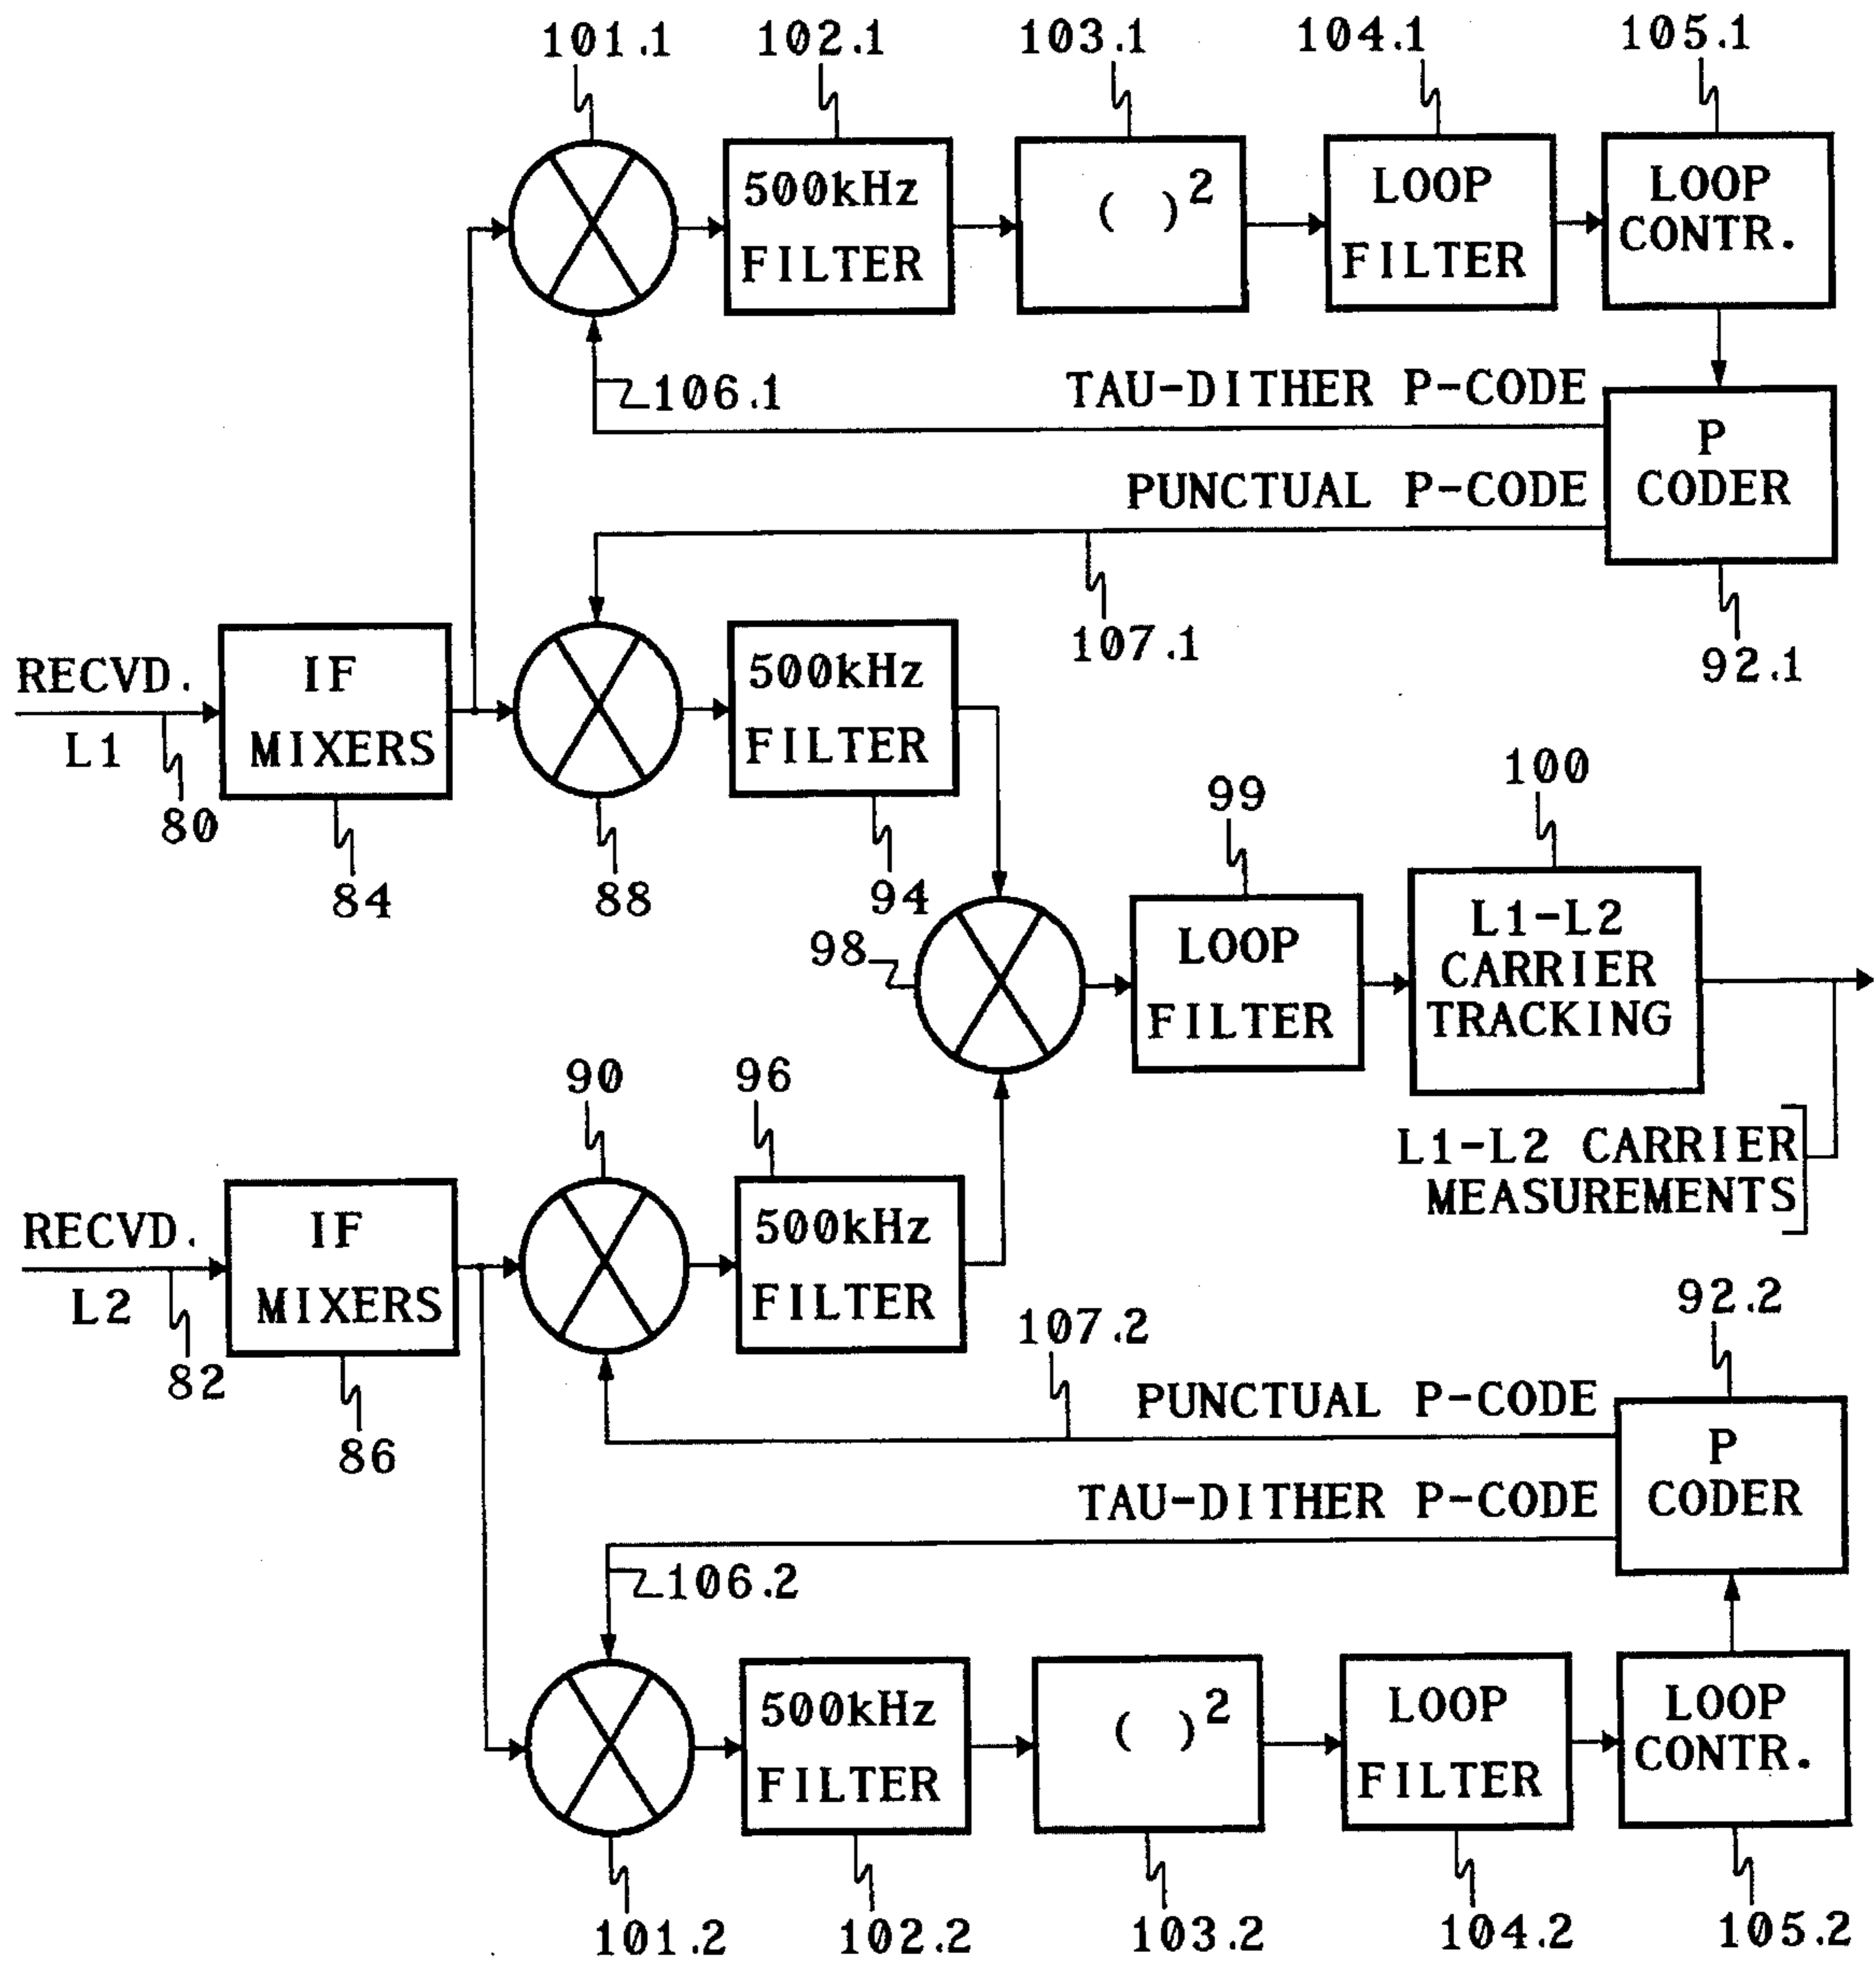 101.1
102.1
103.1
104.1
105.1
500kHz
FILTER
( )²
LOOP
FILTER
LOOP
CONTR.
106.1
TAU-DITHER P-CODE
PUNCTUAL P-CODE
P
CODER
107.1
92.1
RECVD.
L1
80
IF
MIXERS
84
88
500kHz
FILTER
94
98
99
LOOP
FILTER
100
L1-L2
CARRIER
TRACKING
L1-L2 CARRIER
MEASUREMENTS
90
96
RECVD.
L2
82
IF
MIXERS
86
500kHz
FILTER
107.2
92.2
PUNCTUAL P-CODE
TAU-DITHER P-CODE
P
CODER
106.2
500kHz
FILTER
( )²
LOOP
FILTER
LOOP
CONTR.
101.2
102.2
103.2
104.2
105.2